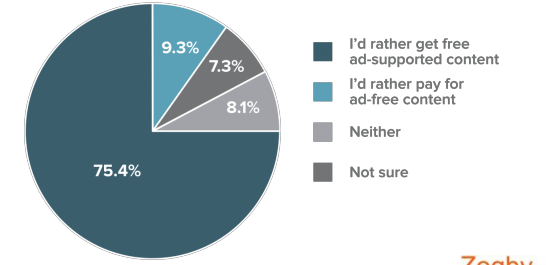 9.3%
7.3%
8.1%
75.4%
I'd rather get free
ad-supported content
I'd rather pay for
ad-free content
Neither
Not sure